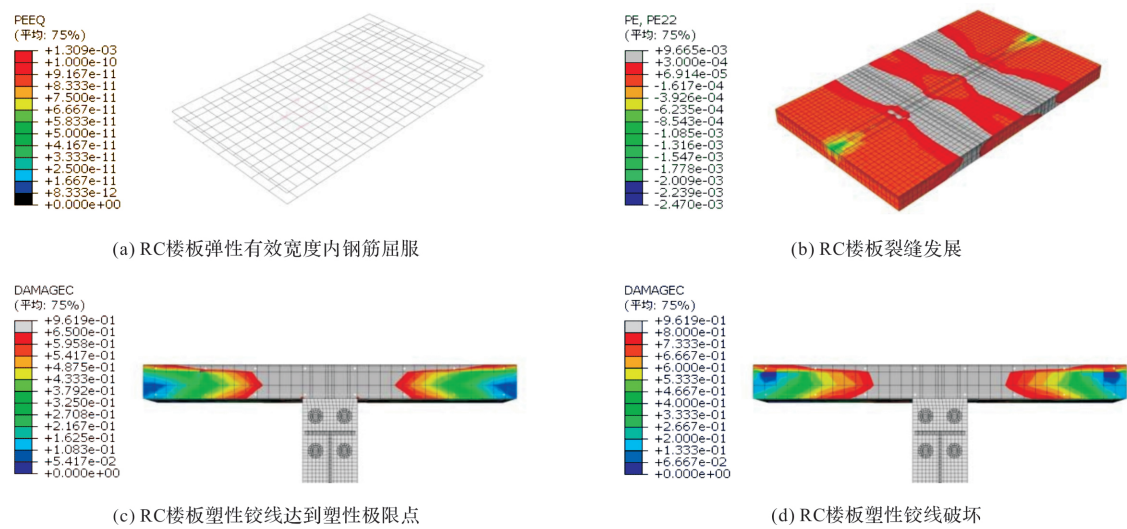 PEEQ
(平均: 75%)
+1.309e-03
+1.000e-10
+9.167e-11
+8.333e-11
+7.500e-11
+6.667e-11
+5.833e-11
+5.000e-11
+4.167e-11
+3.333e-11
+2.500e-11
+1.667e-11
+8.333e-12
+0.000e+00
(a) RC楼板弹性有效宽度内钢筋屈服
PE, PE22
(平均: 75%)
+9.665e-03
+3.000e-04
+6.914e-05
-1.617e-04
-3.926e-04
-6.235e-04
-8.543e-04
-1.085e-03
-1.316e-03
-1.547e-03
-1.778e-03
-2.009e-03
-2.239e-03
-2.470e-03
(b) RC楼板裂缝发展
DAMAGEC
(平均: 75%)
+9.619e-01
+6.500e-01
+5.958e-01
+5.417e-01
+4.875e-01
+4.333e-01
+3.792e-01
+3.250e-01
+2.708e-01
+2.167e-01
+1.625e-01
+1.083e-01
+5.417e-02
+0.000e+00
(c) RC楼板塑性铰线达到塑性极限点
DAMAGEC
(平均: 75%)
+9.619e-01
+8.000e-01
+7.333e-01
+6.667e-01
+6.000e-01
+5.333e-01
+4.667e-01
+4.000e-01
+3.333e-01
+2.667e-01
+2.000e-01
+1.333e-01
+6.667e-02
+0.000e+00
(d) RC楼板塑性铰线破坏